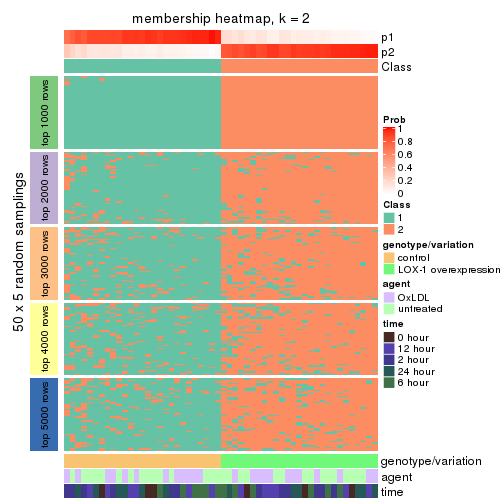 membership heatmap, k = 2
p1
p2
Class
50 x 5 random samplings
top 1000 rows
top 2000 rows
top 3000 rows
top 4000 rows
top 5000 rows
genotype/variation
agent
time
Prob
1
0.8
0.6
0.4
0.2
0
Class
1
2
genotype/variation
control
LOX-1 overexpression
agent
OxLDL
untreated
time
0 hour
12 hour
2 hour
24 hour
6 hour